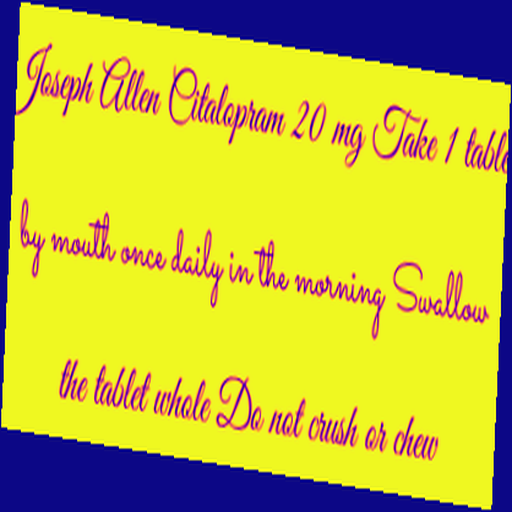 Joseph Allen Citalopram 20 mg Take 1 table
by mouth once daily in the morning Swallow
the tablet whole Do not crush or chew